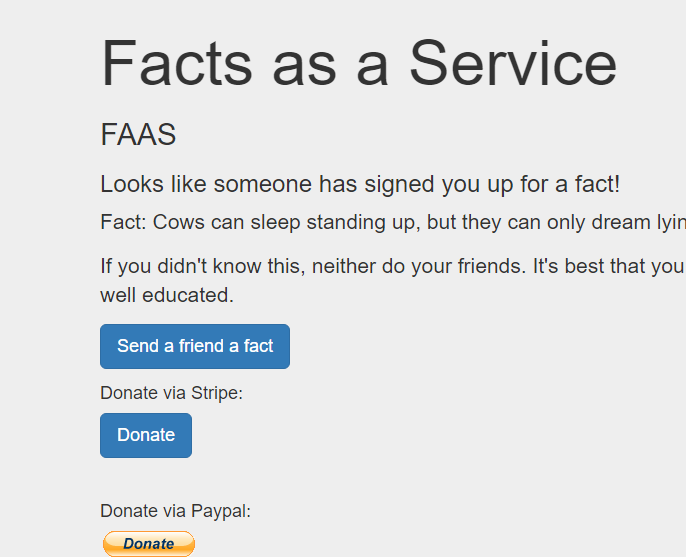 Facts as a Service
FAAS
Looks like someone has signed you up for a fact!
Fact: Cows can sleep standing up, but they can only dream lyin
If you didn't know this, neither do your friends. It's best that you
well educated.
Send a friend a fact
Donate via Stripe:
Donate
Donate via Paypal:
Donate